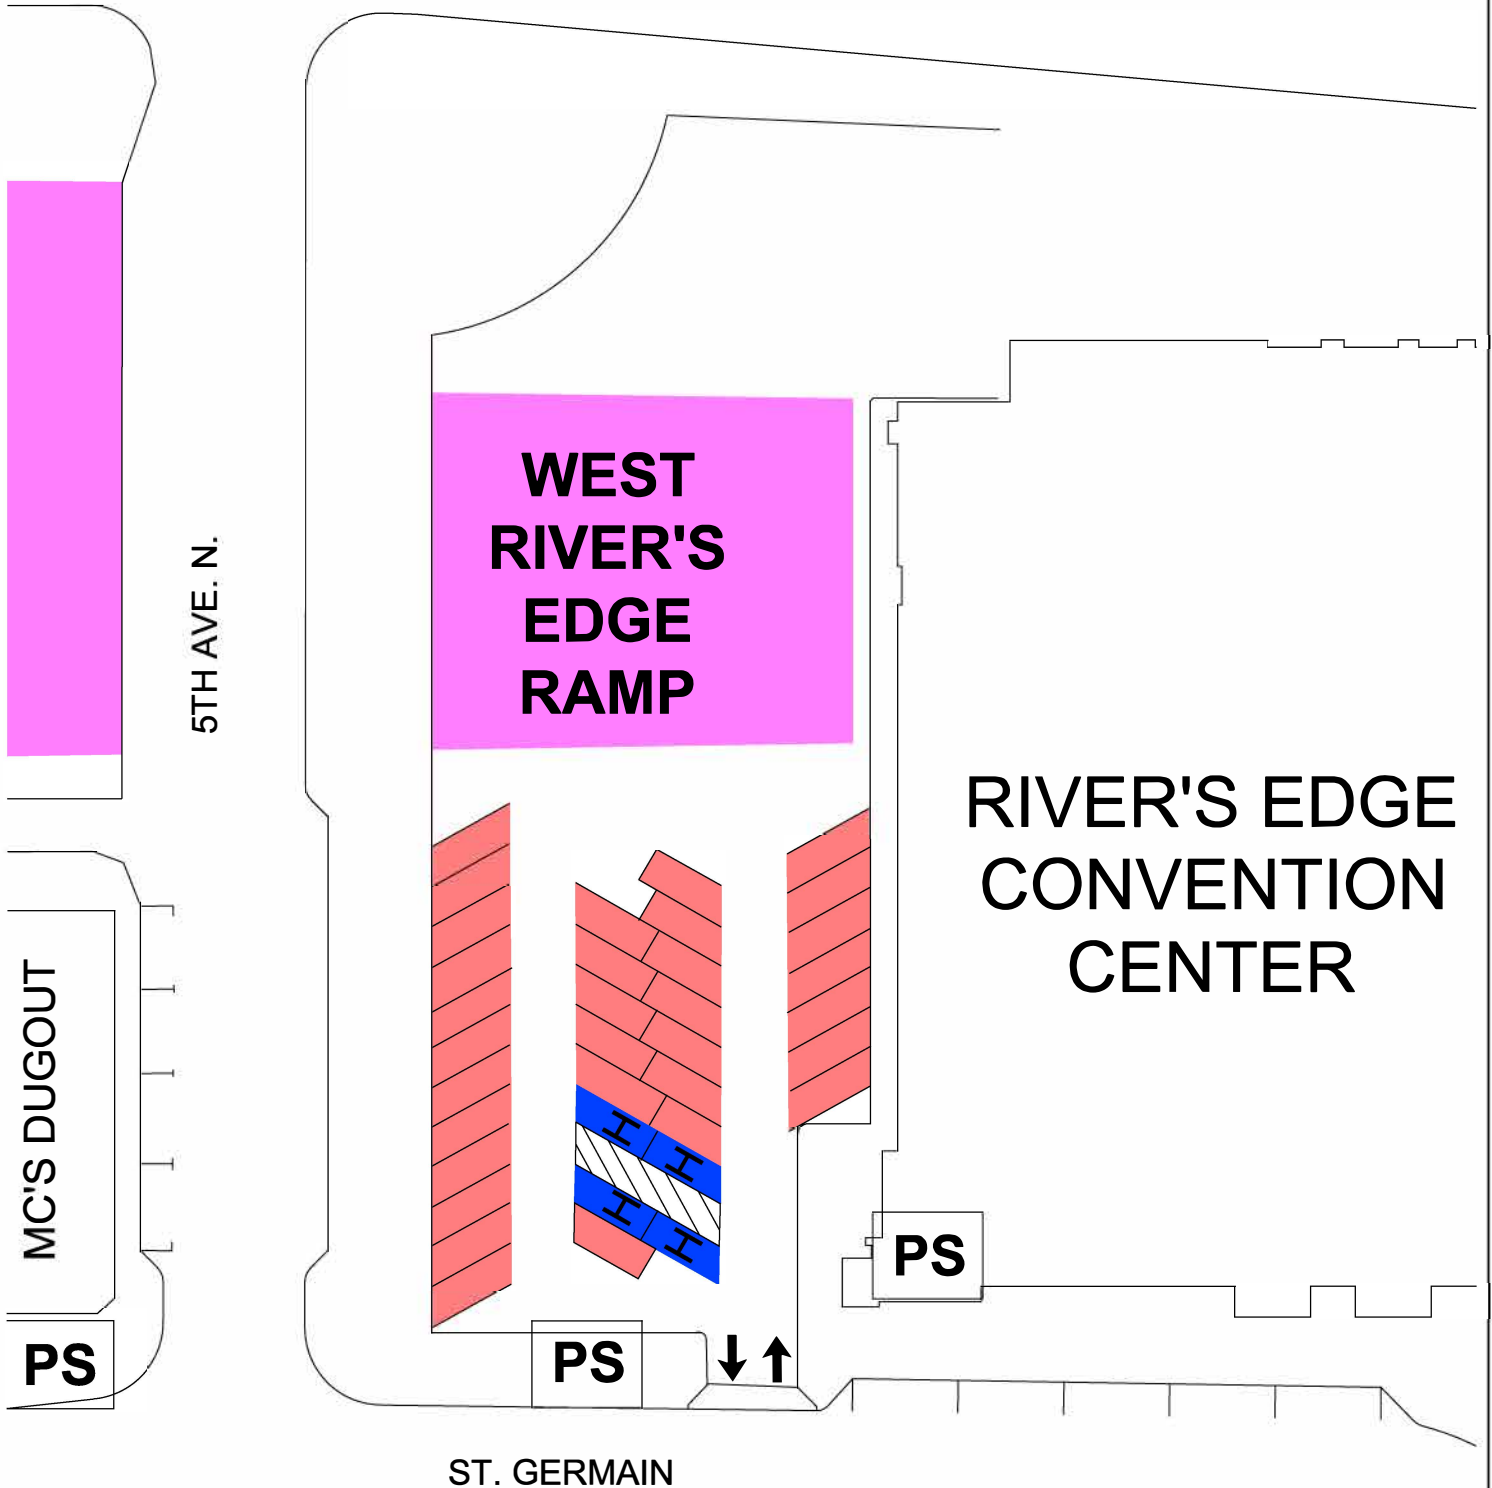 WEST
RIVER'S
EDGE
RAMP
5TH AVE. N.
RIVER'S EDGE
CONVENTION
CENTER
MC'S DUGOUT
H
H
H
H
PS
PS
PS
ST. GERMAIN